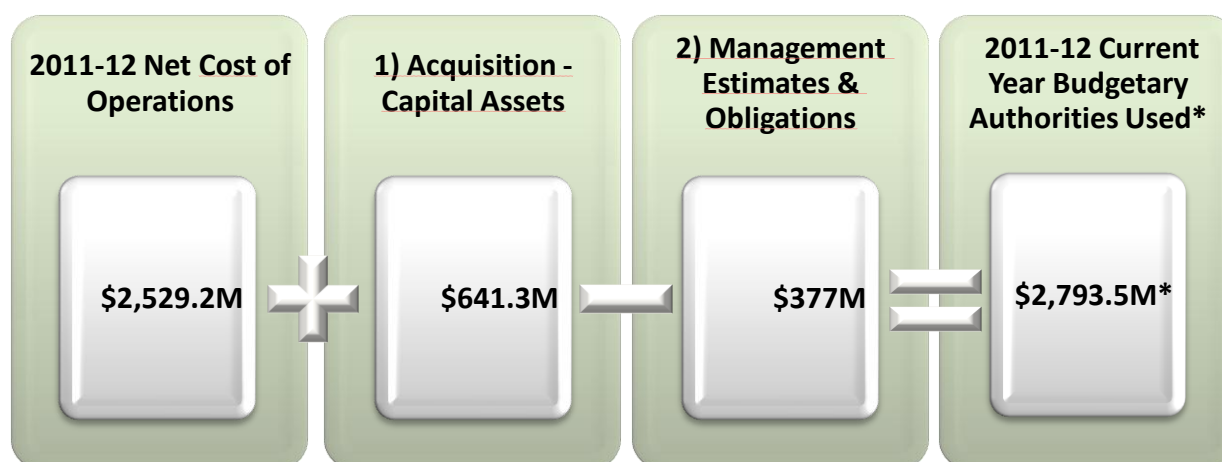 2011-12 Net Cost of
Operations
$2,529.2M
1) Acquisition -
Capital Assets
$641.3M
2) Management
Estimates &
Obligations
$377M
2011-12 Current
Year Budgetary
Authorities Used*
$2,793.5M*